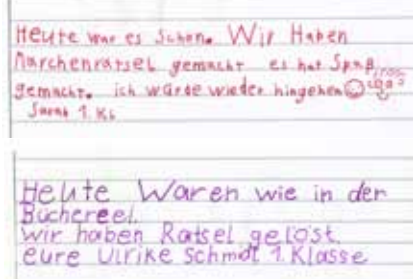 Heute war es Schön. Wir Haben
Märchenrätsel gemacht es hat Spaß
gemacht. ich würde wieder hingehen
Sarah 1. Kl
Heute Waren wie in der
Büchereei.
wir haben Rätsel gelöst.
eure Ulrike Schmidt 1. Klasse